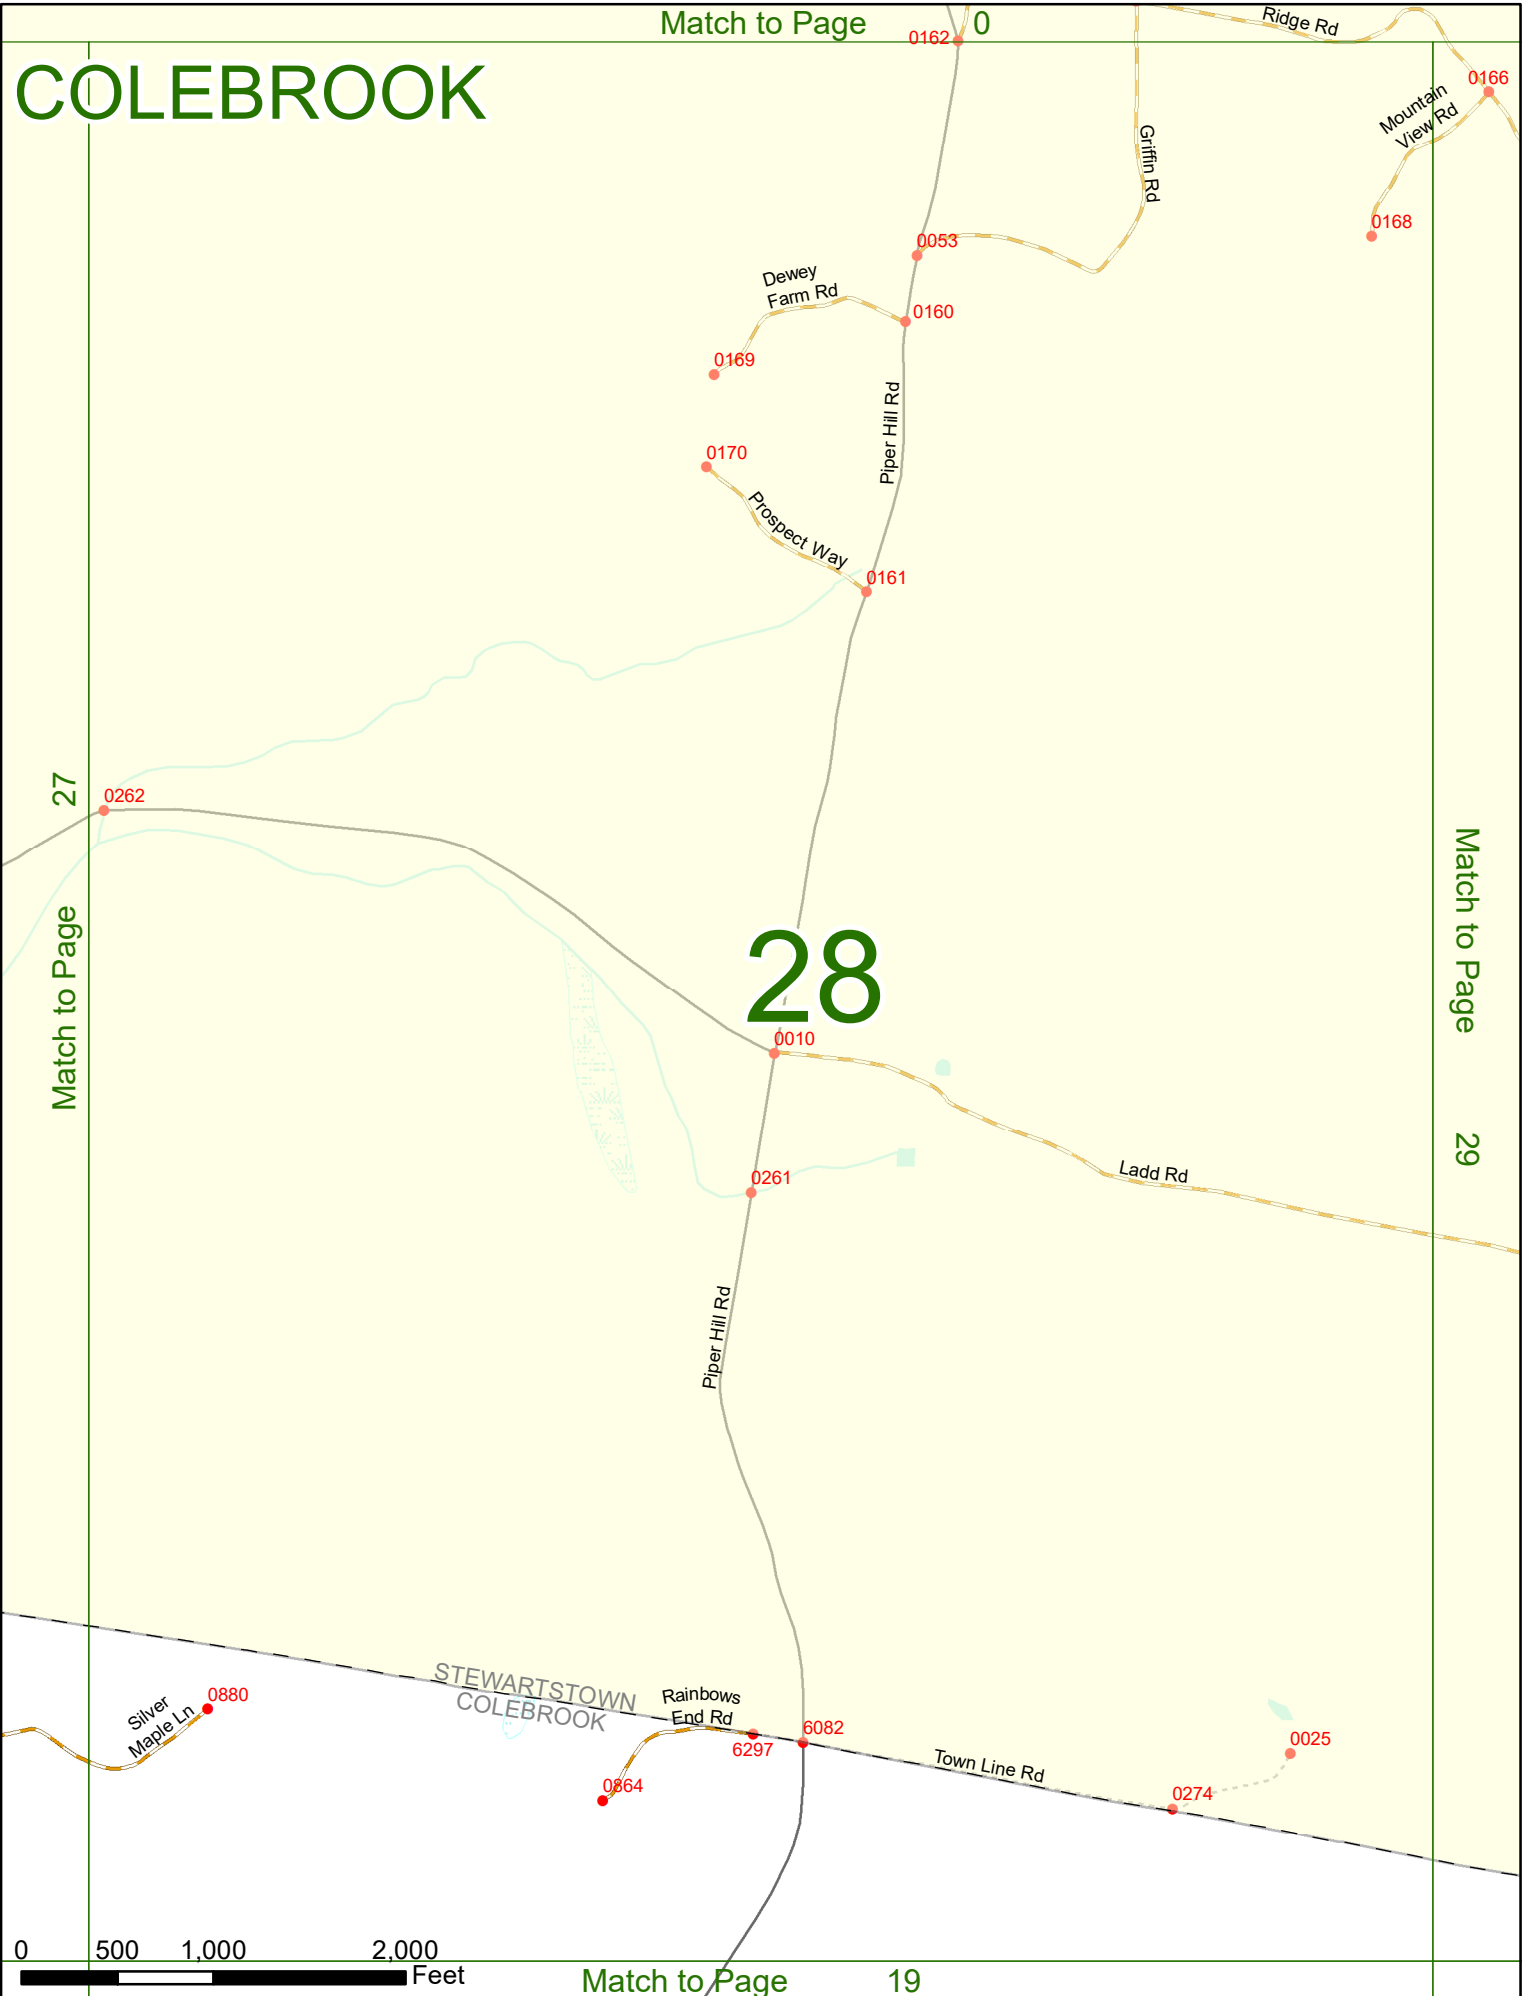 Match to Page 0
Ridge Rd
0162
COLEBROOK
0166
Mountain
View Rd
Griffin Rd
0168
0053
Dewey
Farm Rd
0160
0169
Piper Hill Rd
0170
Prospect Way
0161
27
0262
Match to Page
Match to Page
28
0010
29
Ladd Rd
0261
Piper Hill Rd
STEWARTSTOWN
COLEBROOK
Silver
Maple Ln
0880
Rainbows
End Rd
6297
6082
0864
Town Line Rd
0025
0274
0 500 1,000 2,000
Feet
Match to Page 19